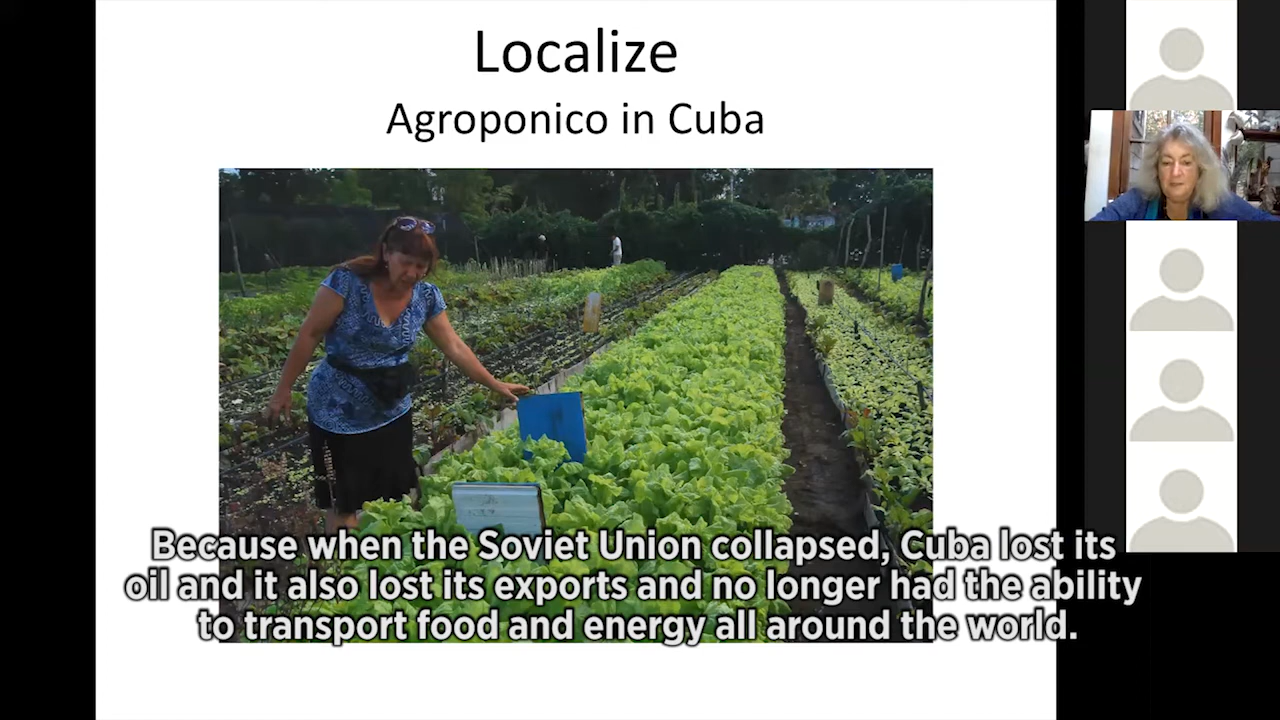 Localize
Agroponico in Cuba
Because when the Soviet Union collapsed, Cuba lost its
oil and it also lost its exports and no longer had the ability
to transport food and energy all around the world.